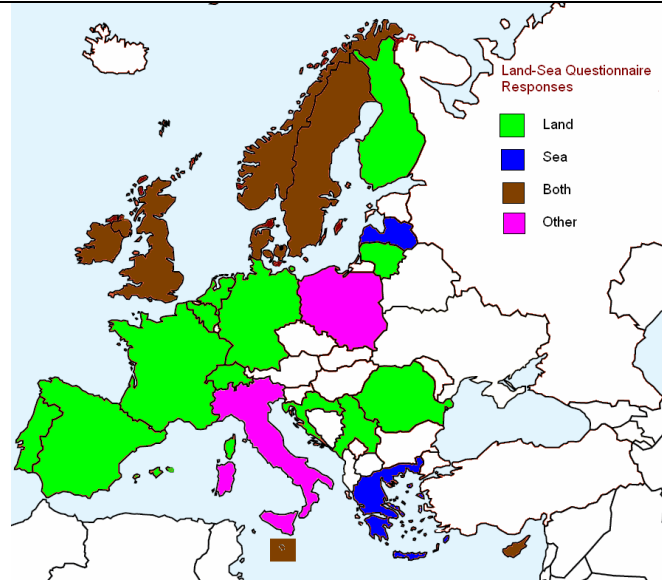 Land-Sea Questionnaire
Responses
Land
Sea
Both
Other